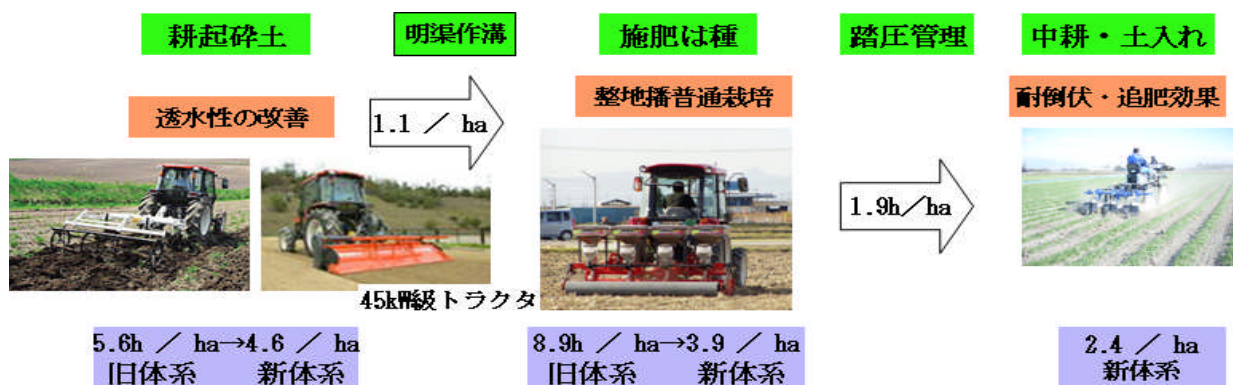 耕起砕土
明渠作溝
施肥は種
踏圧管理
中耕・土入れ
透水性の改善
1.1 ／ ha
整地播普通栽培
1.9h／ha
耐倒伏・追肥効果
45kW級トラクタ
5.6h ／ ha→4.6 ／ ha
旧体系 新体系
8.9h ／ ha→3.9 ／ ha
旧体系 新体系
2.4 ／ ha
新体系